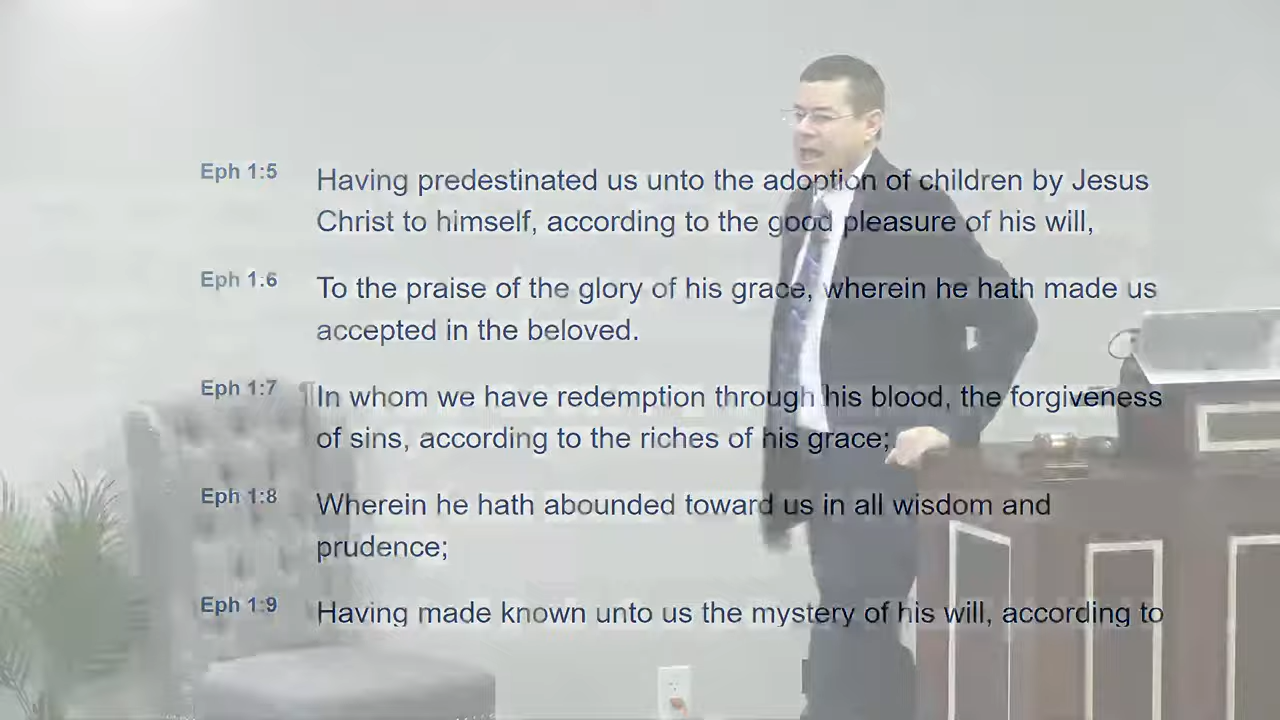 Eph 1:5 Having predestinated us unto the adoption of children by Jesus
Christ to himself, according to the good pleasure of his will,
Eph 1:6 To the praise of the glory of his grace, wherein he hath made us
accepted in the beloved.
Eph 1:7 ¶In whom we have redemption through his blood, the forgiveness
of sins, according to the riches of his grace;
Eph 1:8 Wherein he hath abounded toward us in all wisdom and
prudence;
Eph 1:9 Having made known unto us the mystery of his will, according to